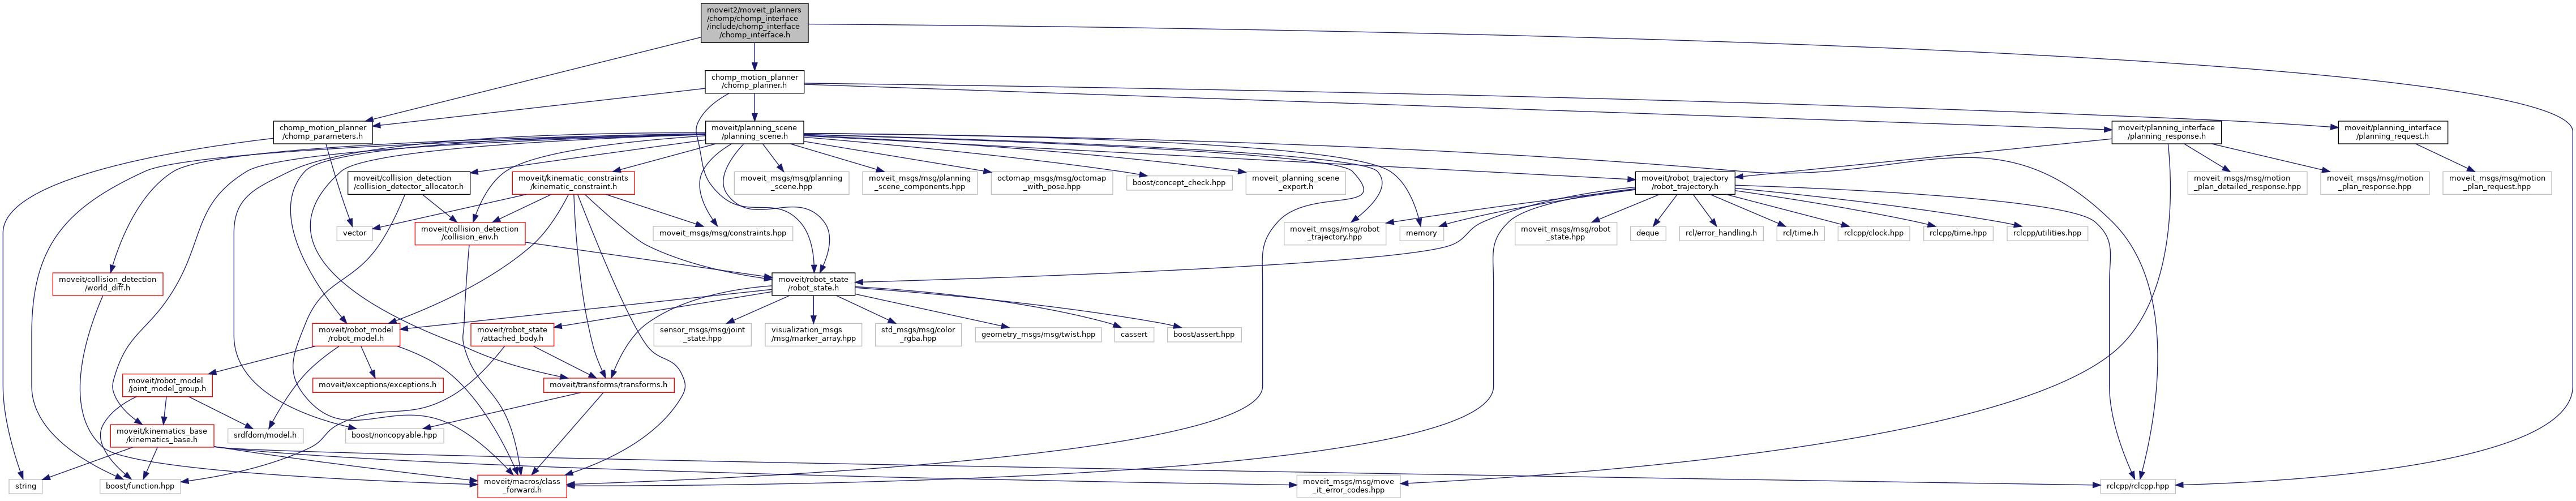 moveit2/moveit_planners
/chomp/chomp_interface
/include/chomp_interface
/chomp_interface.h
chomp_motion_planner
/chomp_planner.h
chomp_motion_planner
/chomp_parameters.h
moveit/planning_scene
/planning_scene.h
moveit/planning_interface
/planning_response.h
moveit/planning_interface
/planning_request.h
moveit/collision_detection
/collision_detector_allocator.h
moveit/kinematic_constraints
/kinematic_constraint.h
moveit_msgs/msg/planning
_scene.hpp
moveit_msgs/msg/planning
_scene_components.hpp
octomap_msgs/msg/octomap
_with_pose.hpp
boost/concept_check.hpp
moveit_planning_scene
_export.h
moveit/robot_trajectory
/robot_trajectory.h
moveit_msgs/msg/motion
_plan_detailed_response.hpp
moveit_msgs/msg/motion
_plan_response.hpp
moveit_msgs/msg/motion
_plan_request.hpp
vector
moveit/collision_detection
/collision_env.h
moveit_msgs/msg/constraints.hpp
moveit_msgs/msg/robot
_trajectory.hpp
memory
moveit_msgs/msg/robot
_state.hpp
deque
rcl/error_handling.h
rcl/time.h
rclcpp/clock.hpp
rclcpp/time.hpp
rclcpp/utilities.hpp
moveit/collision_detection
/world_diff.h
moveit/robot_state
/robot_state.h
moveit/robot_model
/robot_model.h
moveit/robot_state
/attached_body.h
sensor_msgs/msg/joint
_state.hpp
visualization_msgs
/msg/marker_array.hpp
std_msgs/msg/color
_rgba.hpp
geometry_msgs/msg/twist.hpp
cassert
boost/assert.hpp
moveit/robot_model
/joint_model_group.h
moveit/exceptions/exceptions.h
moveit/transforms/transforms.h
moveit/kinematics_base
/kinematics_base.h
srdfdom/model.h
boost/noncopyable.hpp
string
boost/function.hpp
moveit/macros/class
_forward.h
moveit_msgs/msg/move
_it_error_codes.hpp
rclcpp/rclcpp.hpp